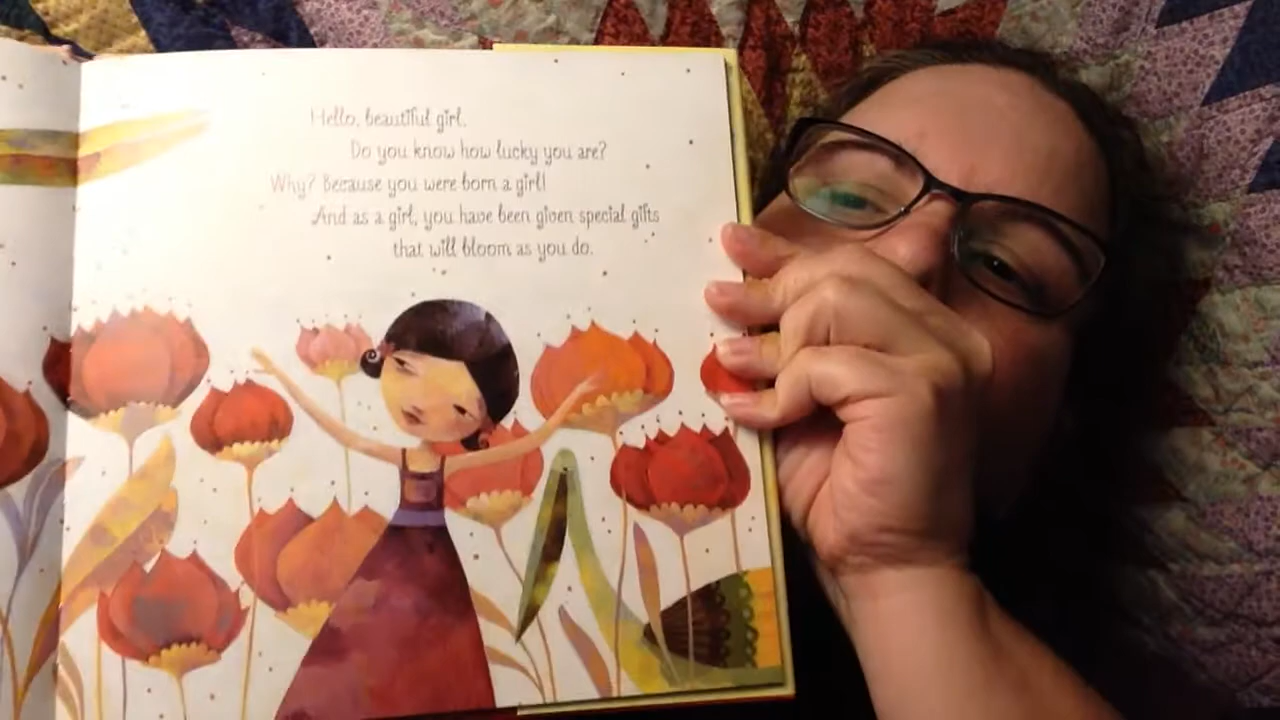 Hello, beautiful girl.
Do you know how lucky you are?
Why? Because you were born a girl!
And as a girl, you have been given special gifts
that will bloom as you do.